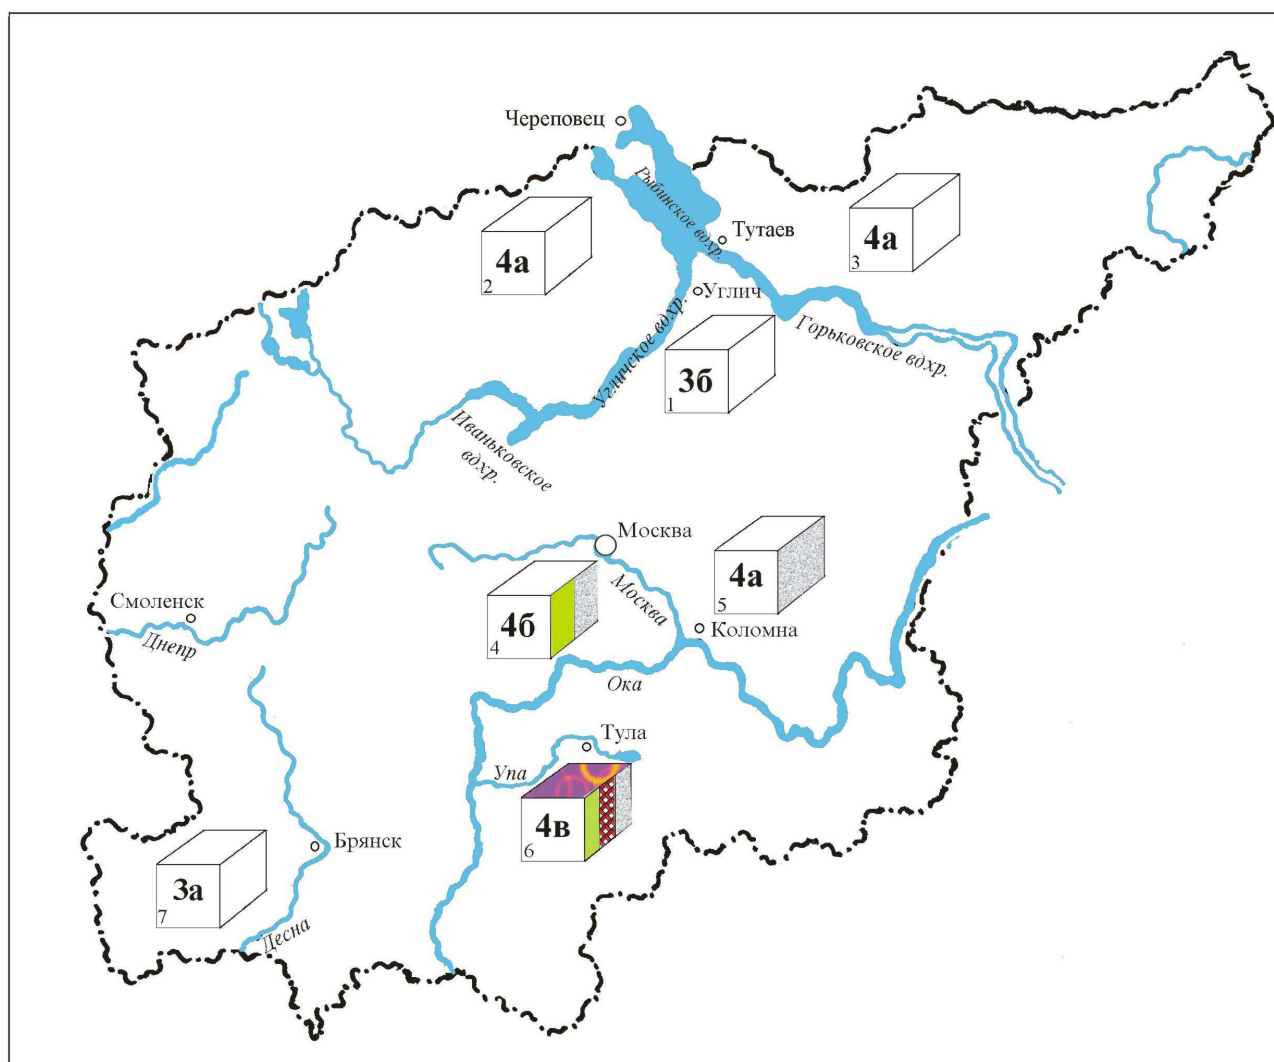 Череповец
Рыбинское вдхр.
Тутаев
4а
2
4а
3
Углич
Угличское вдхр.
Горьковское вдхр.
3б
1
Иваньковское
вдхр.
Москва
Москва
4а
5
4б
4
Смоленск
Днепр
Коломна
Ока
Тула
Упа
4в
6
Брянск
3а
7
Десна